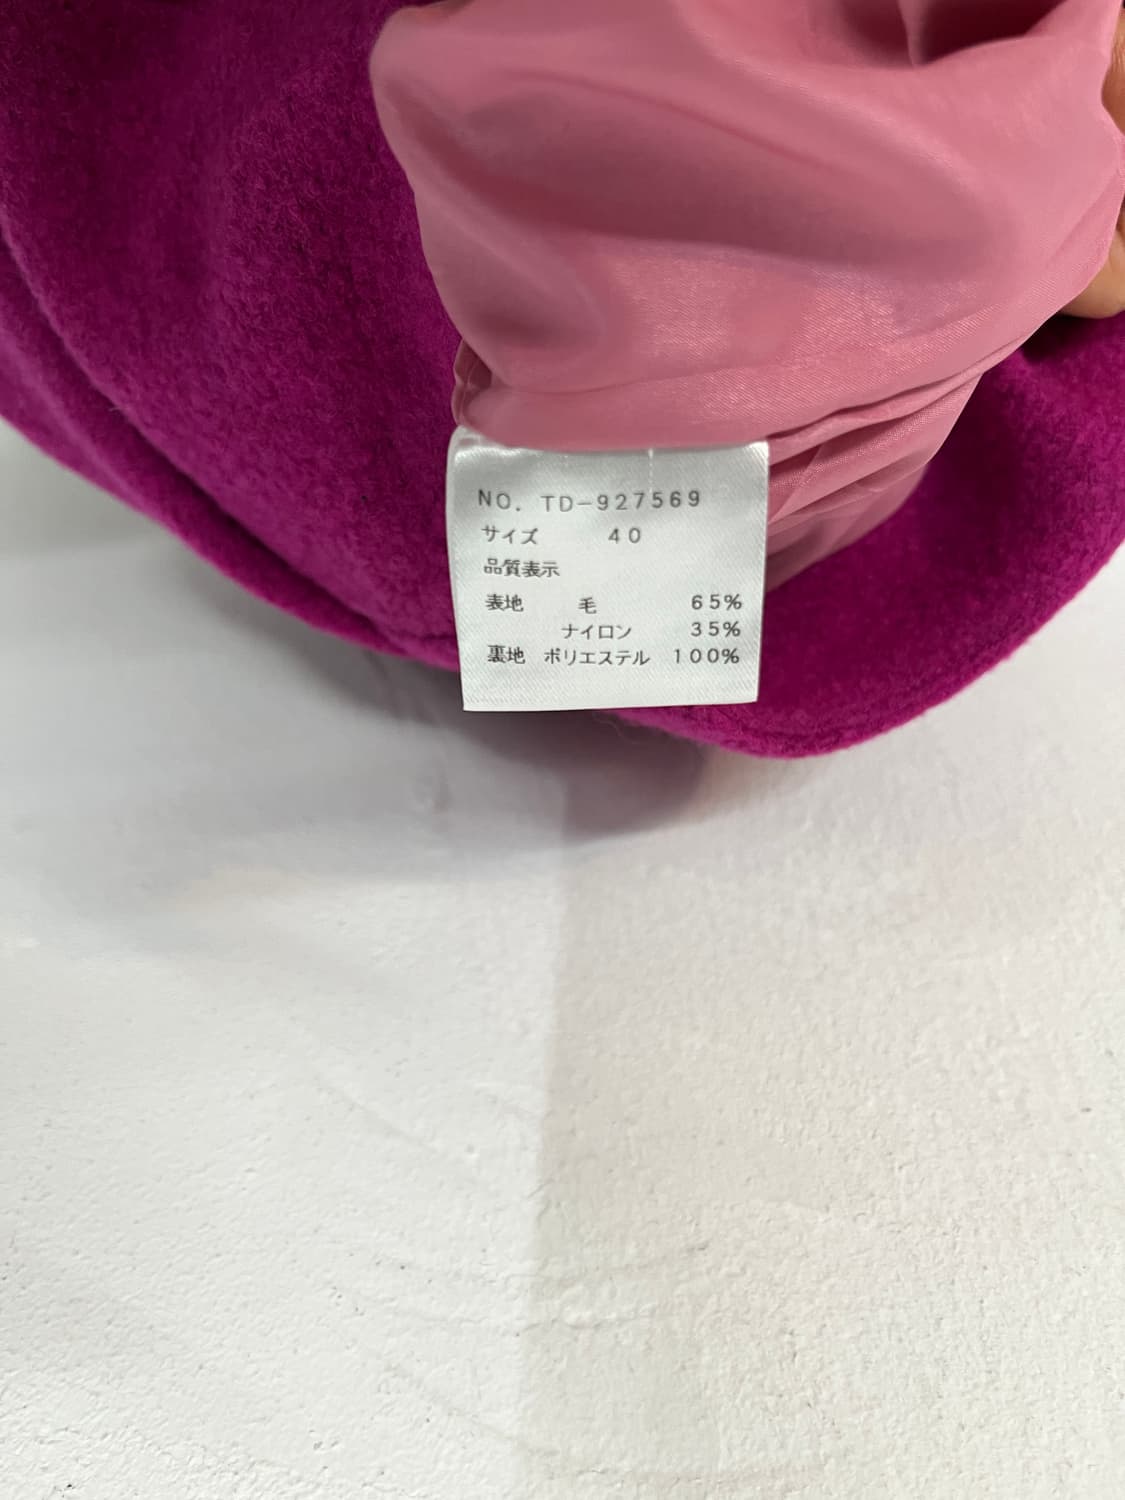 NO. TD-927569
サイズ 40
品質表示
表地 毛 65%
ナイロン 35%
裏地 ポリエステル 100%